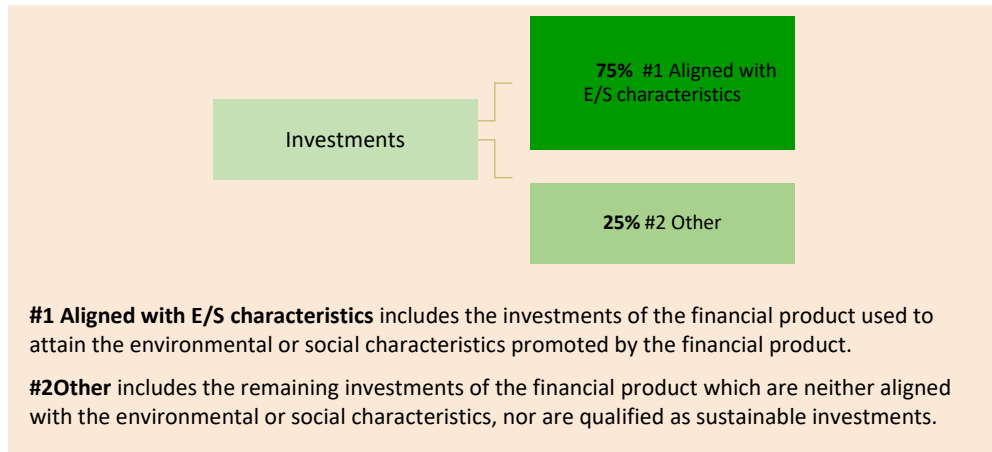 75% #1 Aligned with
E/S characteristics
Investments
25% #2 Other
#1 Aligned with E/S characteristics includes the investments of the financial product used to
attain the environmental or social characteristics promoted by the financial product.
#2Other includes the remaining investments of the financial product which are neither aligned
with the environmental or social characteristics, nor are qualified as sustainable investments.